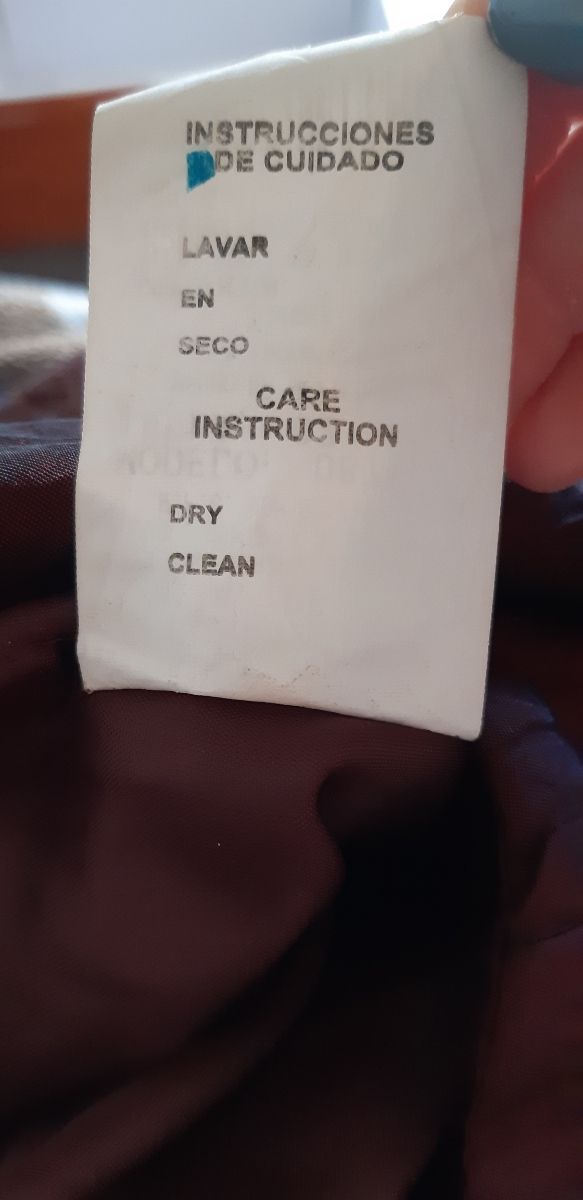 INSTRUCCIONES
DE CUIDADO
LAVAR
EN
SECO
CARE
INSTRUCTION
DRY
CLEAN